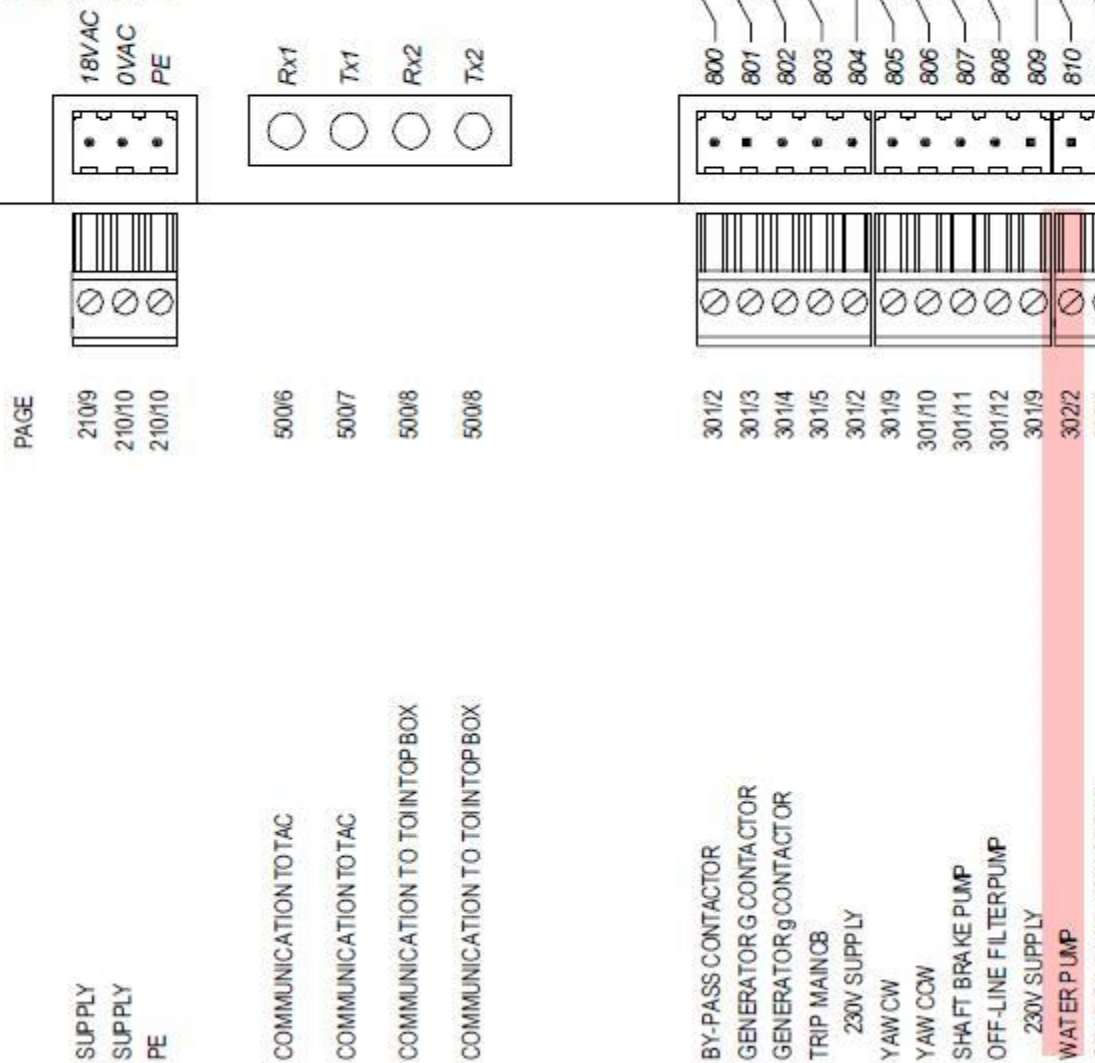 18VAC
0VAC
PE
Rx1
Tx1
Rx2
Tx2
800
801
802
803
804
805
806
807
808
809
810
PAGE
210/9
210/10
210/10
500/6
500/7
500/8
500/8
301/2
301/3
301/4
301/5
301/2
301/9
301/10
301/11
301/12
301/9
302/2
SUPPLY
SUPPLY
PE
COMMUNICATION TO TAC
COMMUNICATION TO TAC
COMMUNICATION TO TOI IN TOP BOX
COMMUNICATION TO TOI IN TOP BOX
BY-PASS CONTACTOR
GENERATOR G CONTACTOR
GENERATOR g CONTACTOR
TRIP MAIN CB
230V SUPPLY
YAW CW
YAW CCW
SHAFT BRAKE PUMP
OFF-LINE FILTER PUMP
230V SUPPLY
WATER PUMP